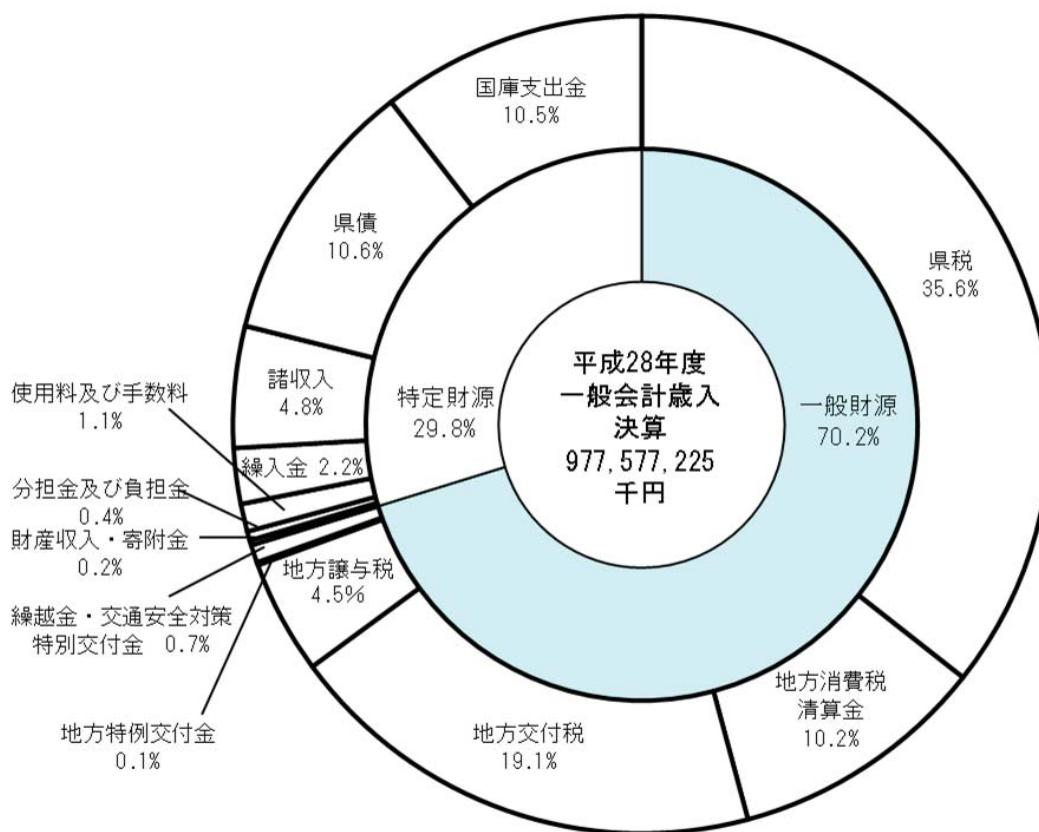 平成28年度
一般会計歳入
決算
977,577,225
千円
一般財源
70.2%
特定財源
29.8%
県税
35.6%
地方消費税
清算金
10.2%
地方交付税
19.1%
地方譲与税
4.5%
地方特例交付金
0.1%
繰越金・交通安全対策
特別交付金 0.7%
財産収入・寄附金
0.2%
分担金及び負担金
0.4%
使用料及び手数料
1.1%
繰入金 2.2%
諸収入
4.8%
県債
10.6%
国庫支出金
10.5%